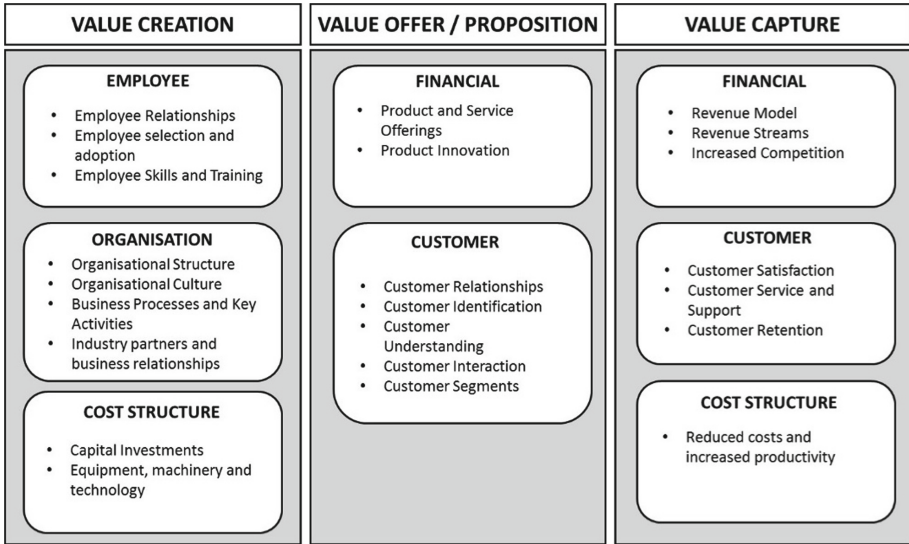 VALUE CREATION
EMPLOYEE
• Employee Relationships
• Employee selection and
adoption
• Employee Skills and Training
ORGANISATION
• Organisational Structure
• Organisational Culture
• Business Processes and Key
Activities
• Industry partners and
business relationships
COST STRUCTURE
• Capital Investments
• Equipment, machinery and
technology
VALUE OFFER / PROPOSITION
FINANCIAL
• Product and Service
Offerings
• Product Innovation
CUSTOMER
• Customer Relationships
• Customer Identification
• Customer
Understanding
• Customer Interaction
• Customer Segments
VALUE CAPTURE
FINANCIAL
• Revenue Model
• Revenue Streams
• Increased Competition
CUSTOMER
• Customer Satisfaction
• Customer Service and
Support
• Customer Retention
COST STRUCTURE
• Reduced costs and
increased productivity